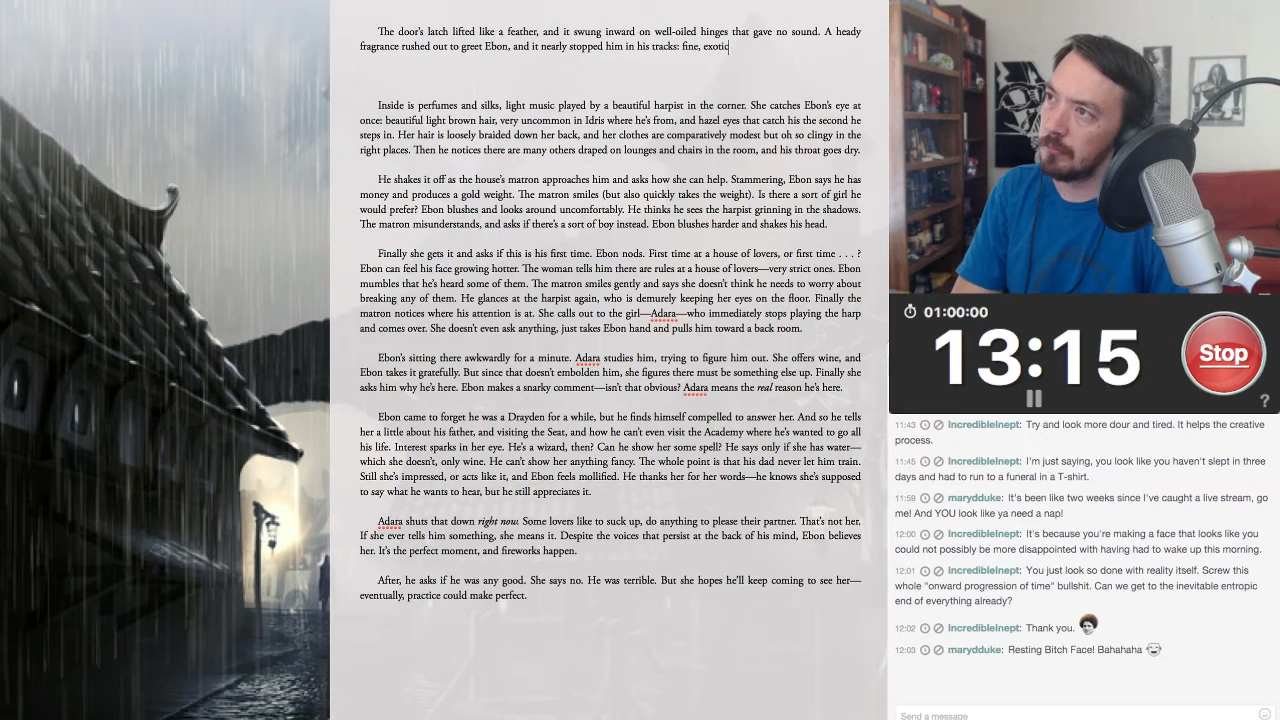 The door's latch lifted like a feather, and it swung inward on well-oiled hinges that gave no sound. A heady
fragrance rushed out to greet Ebon, and it nearly stopped him in his tracks: fine, exotic
Inside is perfumes and silks, light music played by a beautiful harpist in the corner. She catches Ebon's eye at
once: beautiful light brown hair, very uncommon in Idris where he's from, and hazel eyes that catch his the second he
steps in. Her hair is loosely braided down her back, and her clothes are comparatively modest but oh so clingy in the
right places. Then he notices there are many others draped on lounges and chairs in the room, and his throat goes dry.
He shakes it off as the house's matron approaches him and asks how she can help. Stammering, Ebon says he has
money and produces a gold weight. The matron smiles (but also quickly takes the weight). Is there a sort of girl he
would prefer? Ebon blushes and looks around uncomfortably. He thinks he sees the harpist grinning in the shadows.
The matron misunderstands, and asks if there's a sort of boy instead. Ebon blushes harder and shakes his head.
Finally she gets it and asks if this is his first time. Ebon nods. First time at a house of lovers, or first time . . . ?
Ebon can feel his face growing hotter. The woman tells him there are rules at a house of lovers—very strict ones. Ebon
mumbles that he's heard some of them. The matron smiles gently and says she doesn't think he needs to worry about
breaking any of them. He glances at the harpist again, who is demurely keeping her eyes on the floor. Finally the
matron notices where his attention is at. She calls out to the girl—Adara—who immediately stops playing the harp
and comes over. She doesn't even ask anything, just takes Ebon hand and pulls him toward a back room.
Ebon's sitting there awkwardly for a minute. Adara studies him, trying to figure him out. She offers wine, and
Ebon takes it gratefully. But since that doesn't embolden him, she figures there must be something else up. Finally she
asks him why he's here. Ebon makes a snarky comment—isn't that obvious? Adara means the real reason he's here.
Ebon came to forget he was a Drayden for a while, but he finds himself compelled to answer her. And so he tells
her a little about his father, and visiting the Seat, and how he can't even visit the Academy where he's wanted to go all
his life. Interest sparks in her eye. He's a wizard, then? Can he show her some spell? He says only if she has water—
which she doesn't, only wine. He can't show her anything fancy. The whole point is that his dad never let him train.
Still she's impressed, or acts like it, and Ebon feels mollified. He thanks her for her words—he knows she's supposed
to say what he wants to hear, but he still appreciates it.
Adara shuts that down right now. Some lovers like to suck up, do anything to please their partner. That's not her.
If she ever tells him something, she means it. Despite the voices that persist at the back of his mind, Ebon believes
her. It's the perfect moment, and fireworks happen.
After, he asks if he was any good. She says no. He was terrible. But she hopes he'll keep coming to see her—
eventually, practice could make perfect.
01:00:00
13:15
Stop
?
11:43 IncredibleInept: Try and look more dour and tired. It helps the creative
process.
11:45 IncredibleInept: I'm just saying, you look like you haven't slept in three
days and had to run to a funeral in a T-shirt.
11:59 marydduke: It's been like two weeks since I've caught a live stream, go
me! And YOU look like ya need a nap!
12:00 IncredibleInept: It's because you're making a face that looks like you
could not possibly be more disappointed with having had to wake up this morning.
12:01 IncredibleInept: You just look so done with reality itself. Screw this
whole "onward progression of time" bullshit. Can we get to the inevitable entropic
end of everything already?
12:02 IncredibleInept: Thank you.
12:03 marydduke: Resting Bitch Face! Bahahaha
Send a message